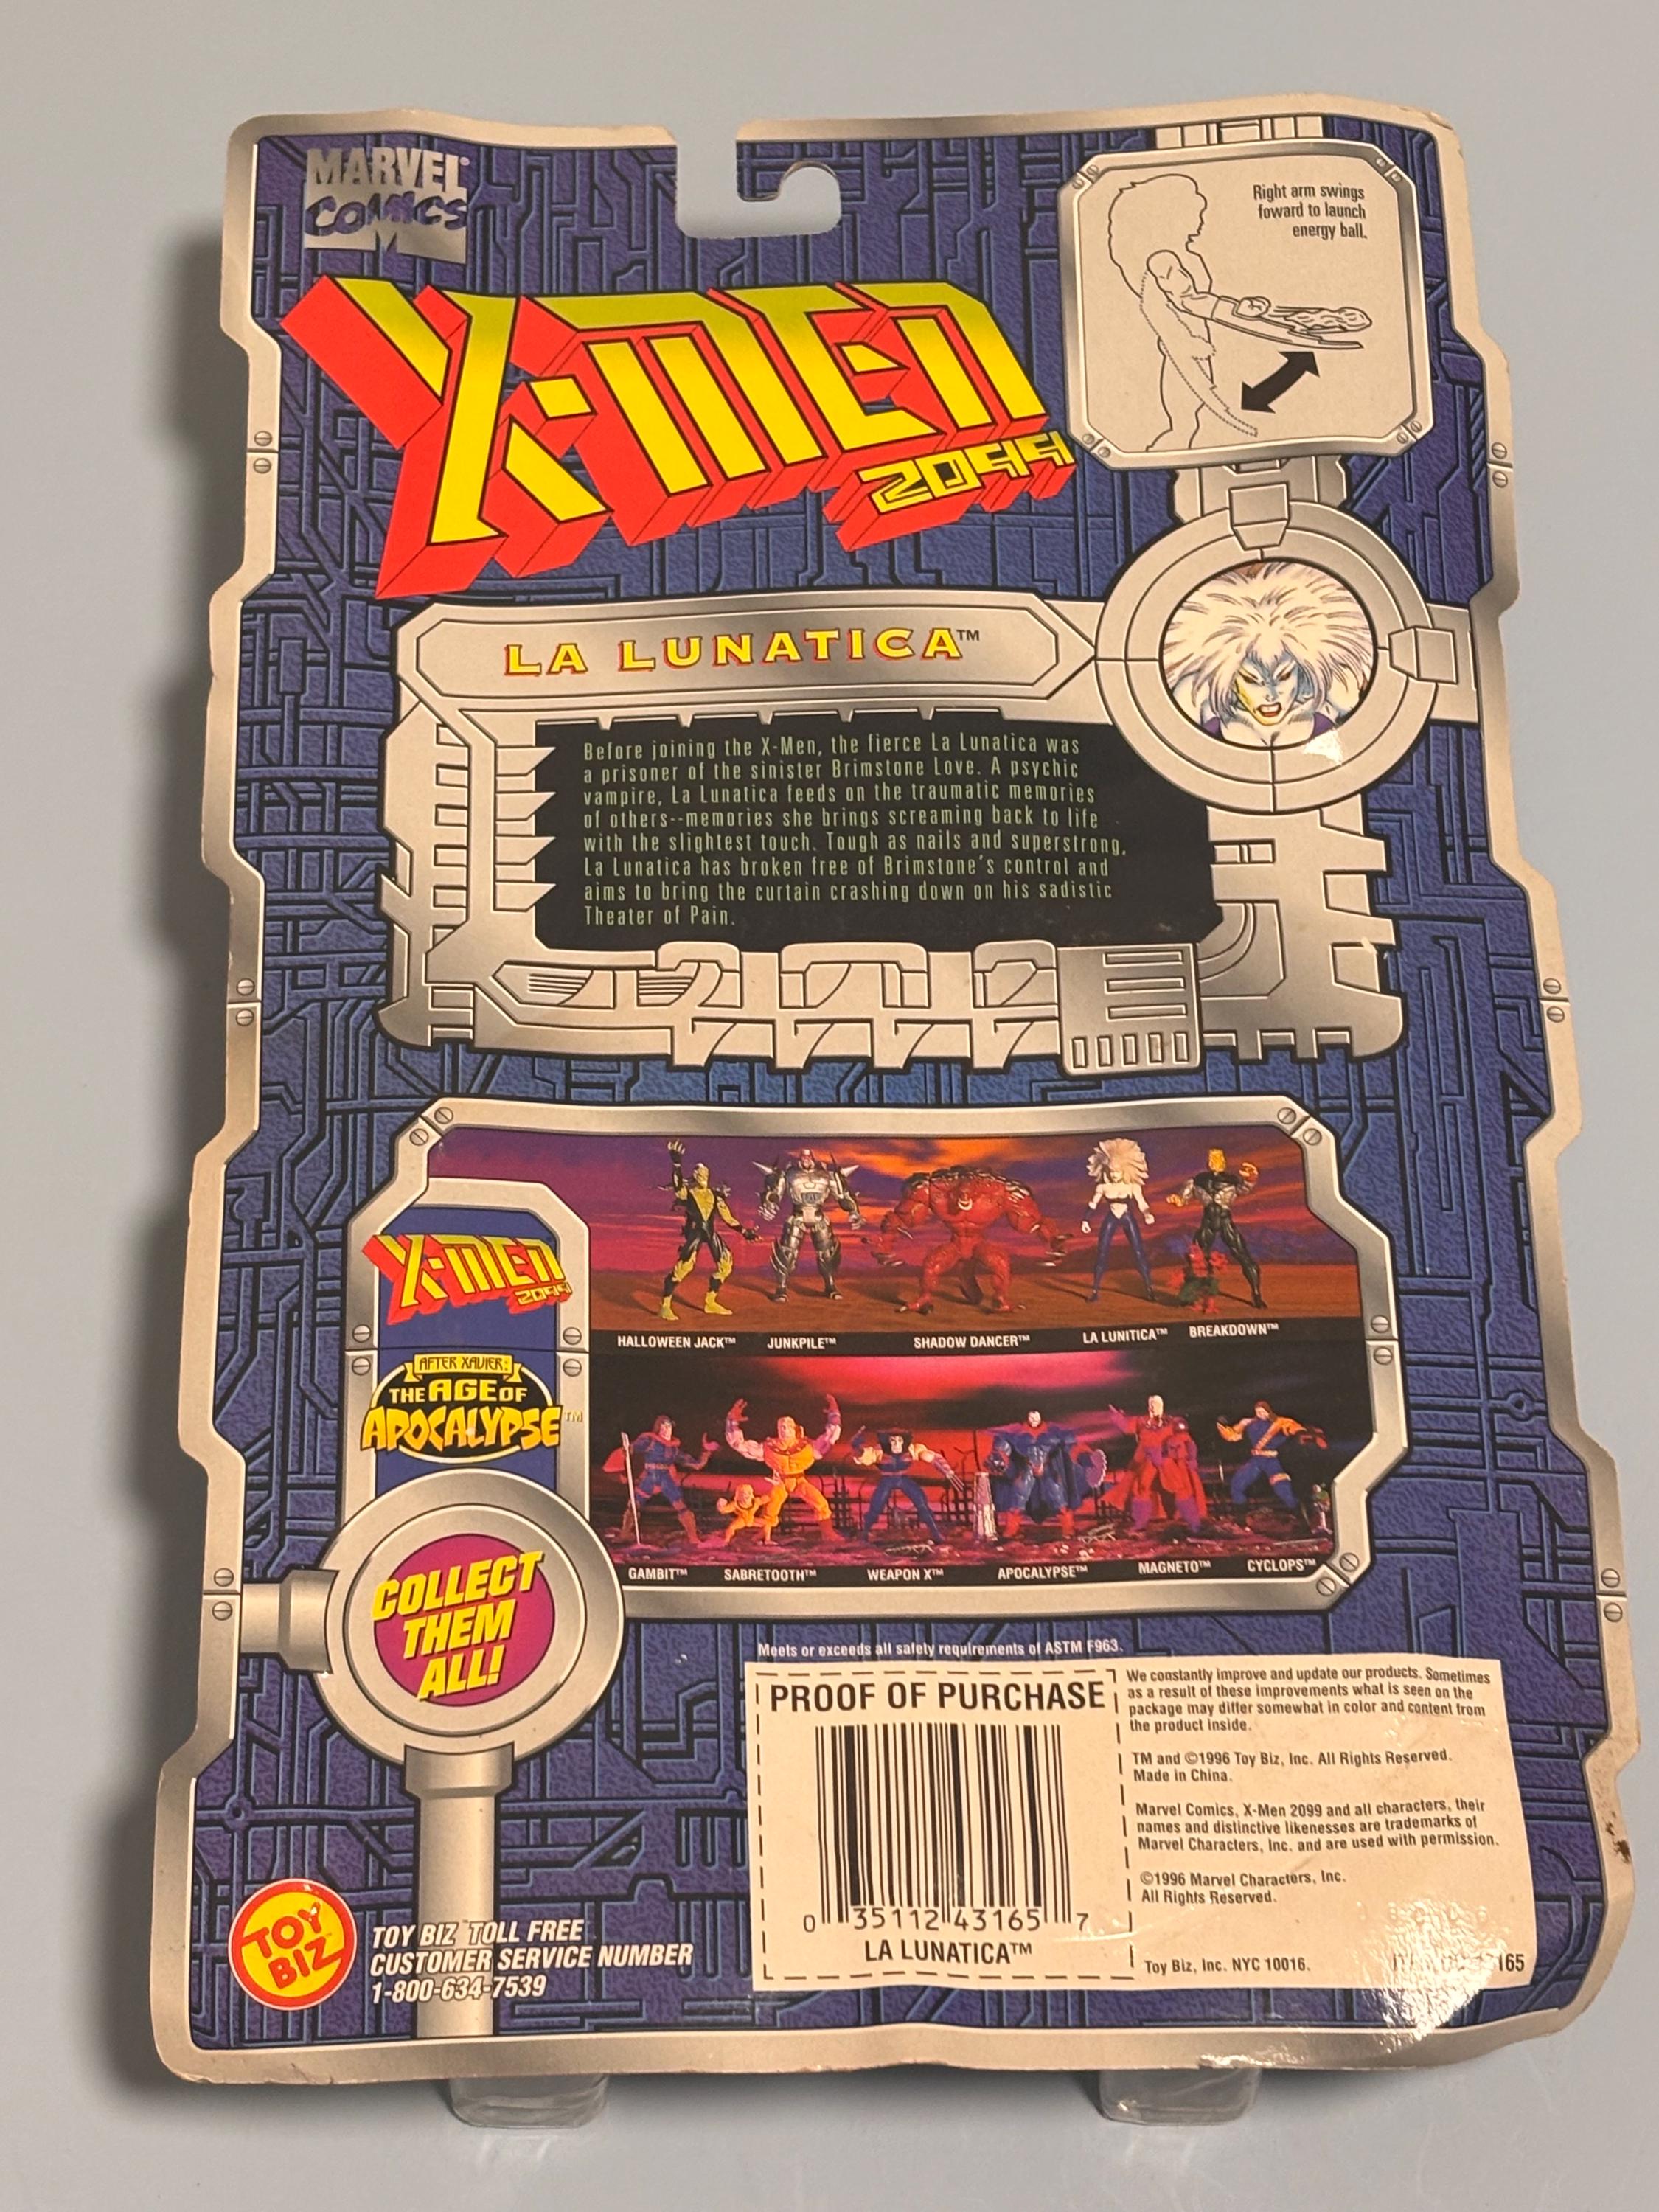 MARVEL
COMICS
Right arm swings
foward to launch
energy ball.
X-MEN
2099
LA LUNATICA™
Before joining the X-Men, the fierce La Lunatica was
a prisoner of the sinister Brimstone Love. A psychic
vampire, La Lunatica feeds on the traumatic memories
of others--memories she brings screaming back to life
with the slightest touch. Tough as nails and superstrong,
La Lunatica has broken free of Brimstone's control and
aims to bring the curtain crashing down on his sadistic
Theater of Pain.
X-MEN
2099
HALLOWEEN JACK™ JUNKPILE™ SHADOW DANCER™ LA LUNITICA™ BREAKDOWN™
AFTER XAVIER:
THE AGE OF
APOCALYPSE™
GAMBIT™ SABRETOOTH™ WEAPON X™ APOCALYPSE™ MAGNETO™ CYCLOPS™
COLLECT
THEM
ALL!
Meets or exceeds all safety requirements of ASTM F963.
PROOF OF PURCHASE
0 35112 43165 7
LA LUNATICA™
We constantly improve and update our products. Sometimes
as a result of these improvements what is seen on the
package may differ somewhat in color and content from
the product inside.
TM and ©1996 Toy Biz, Inc. All Rights Reserved.
Made in China.
Marvel Comics, X-Men 2099 and all characters, their
names and distinctive likenesses are trademarks of
Marvel Characters, Inc. and are used with permission.
©1996 Marvel Characters, Inc.
All Rights Reserved.
Toy Biz, Inc. NYC 10016.
TOY
BIZ
TOY BIZ TOLL FREE
CUSTOMER SERVICE NUMBER
1-800-634-7539